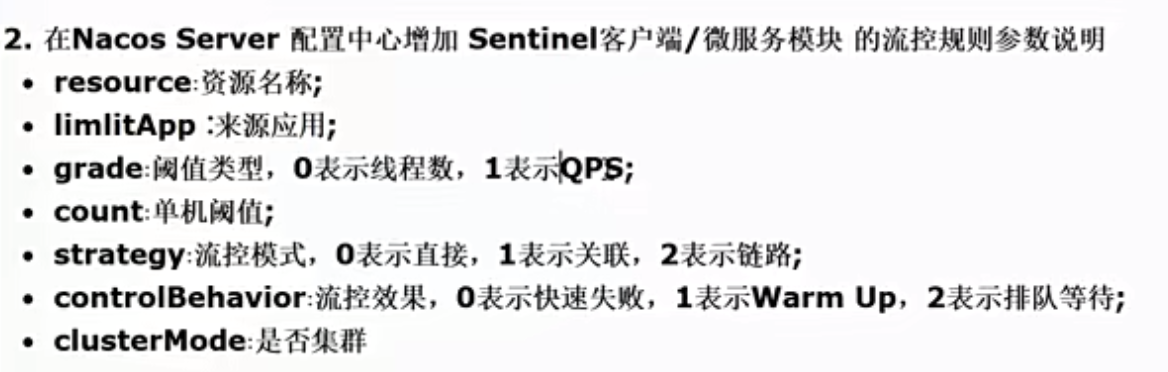 2. 在Nacos Server 配置中心增加 Sentinel客户端/微服务模块 的流控规则参数说明
• resource:资源名称;
• limlitApp :来源应用;
• grade:阈值类型，0表示线程数，1表示QPS;
• count:单机阈值;
• strategy:流控模式，0表示直接，1表示关联，2表示链路;
• controlBehavior:流控效果，0表示快速失败，1表示Warm Up，2表示排队等待;
• clusterMode:是否集群